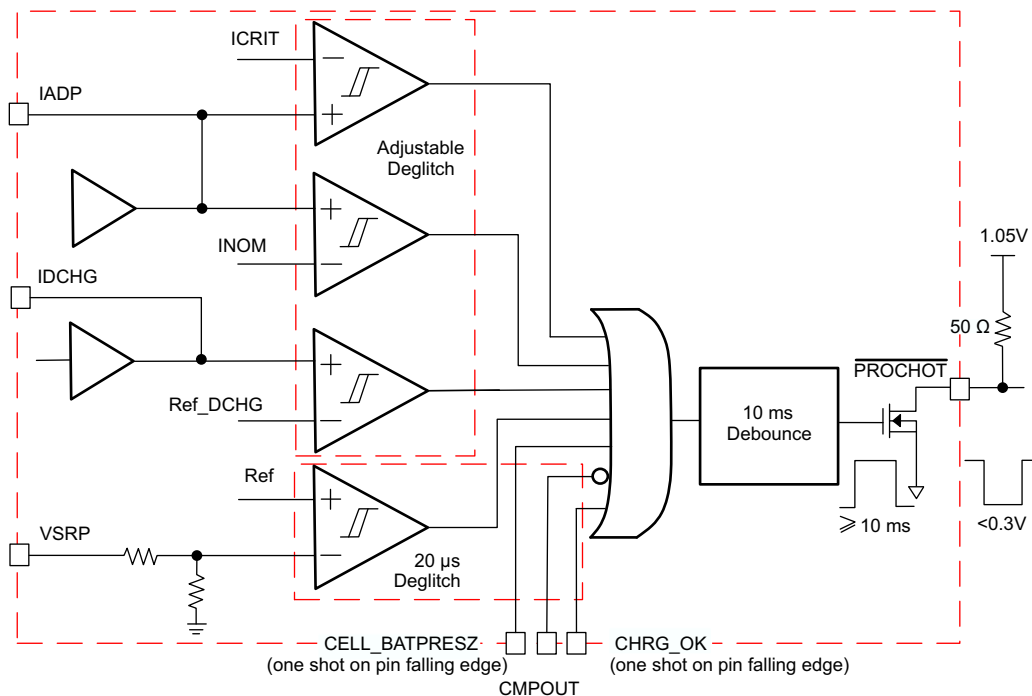 ICRIT
−
+
IADP
Adjustable
Deglitch
+
INOM
−
IDCHG
+
Ref_DCHG
−
Ref
+
VSRP
−
20 µs
Deglitch
10 ms
Debounce
PROCHOT
1.05V
50 Ω
⩾ 10 ms
<0.3V
CELL_BATPRESZ
(one shot on pin falling edge)
CMPOUT
CHRG_OK
(one shot on pin falling edge)